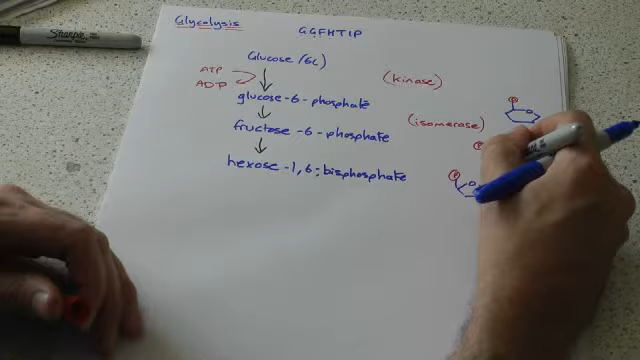 Sharpie
Glycolysis
GGFHTIP
Glucose (6C)
ATP
ADP
(kinase)
glucose-6-phosphate
P
(isomerase)
fructose-6-phosphate
P
hexose-1,6-bisphosphate
P